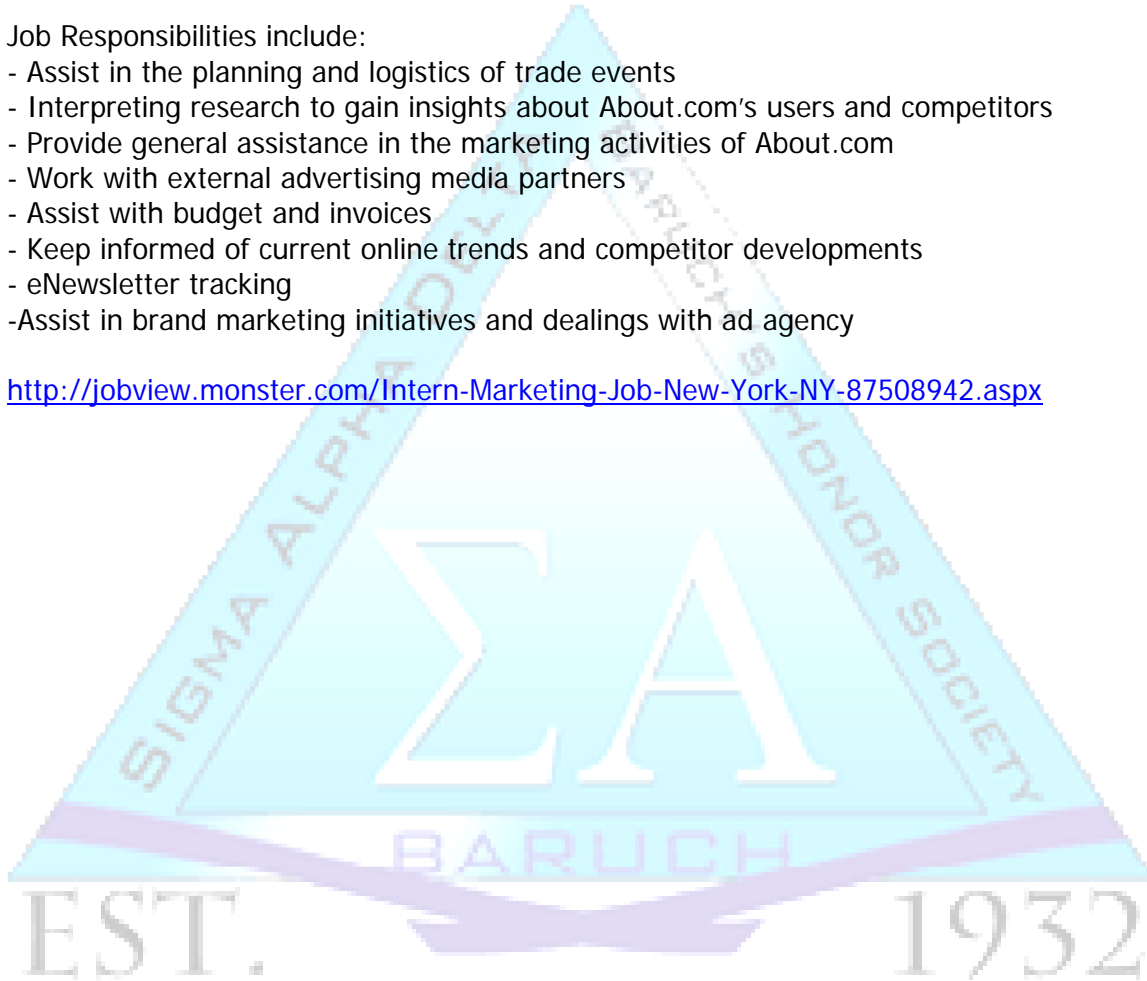 Job Responsibilities include:
- Assist in the planning and logistics of trade events
- Interpreting research to gain insights about About.com's users and competitors
- Provide general assistance in the marketing activities of About.com
- Work with external advertising media partners
- Assist with budget and invoices
- Keep informed of current online trends and competitor developments
- eNewsletter tracking
-Assist in brand marketing initiatives and dealings with ad agency
http://jobview.monster.com/Intern-Marketing-Job-New-York-NY-87508942.aspx
SIGMA ALPHA DELTA
BARUCH'S HONOR SOCIETY
ΣΑ
BARUCH
EST. 1932